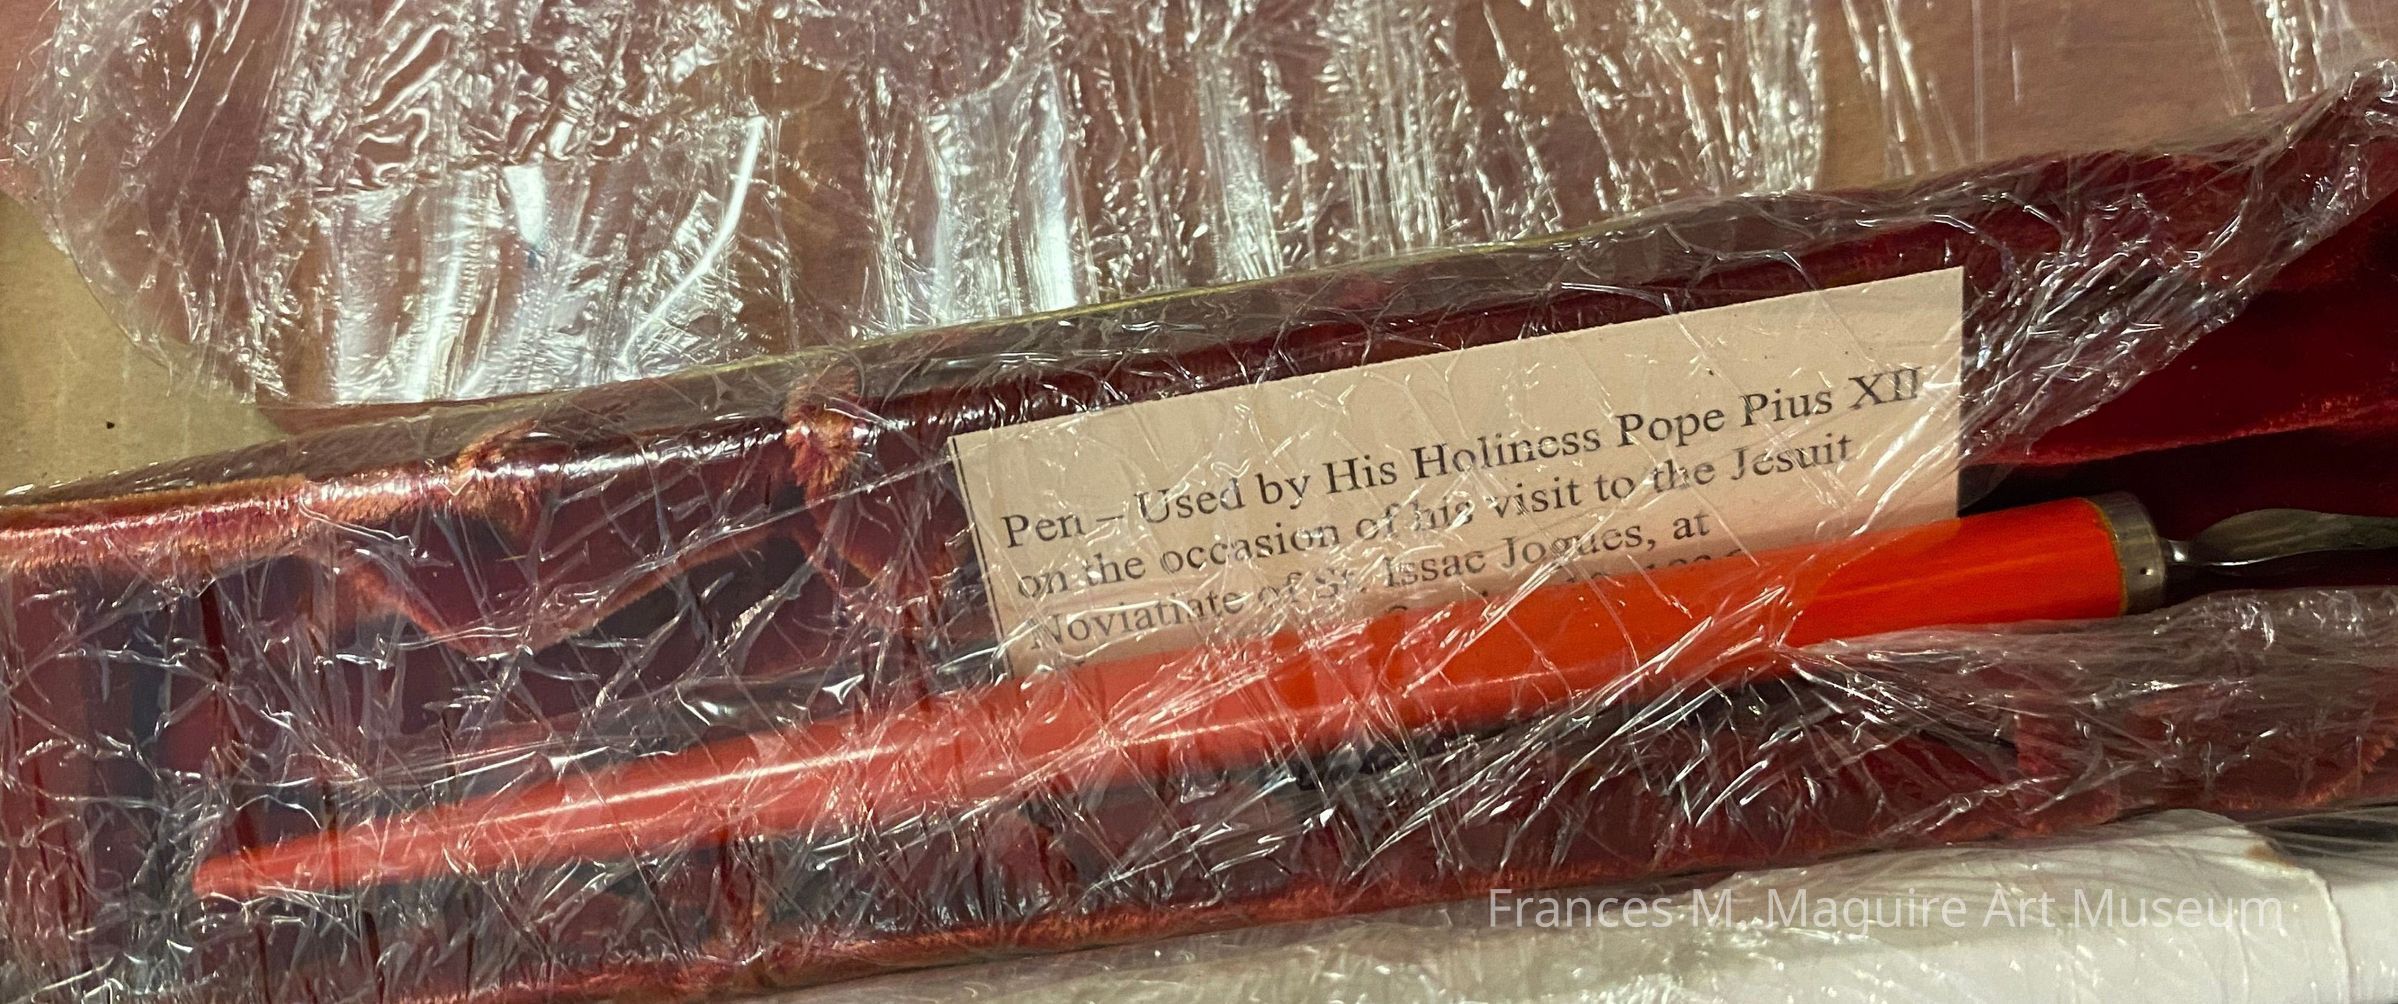 Pen – Used by His Holiness Pope Pius XII
on the occasion of his visit to the Jesuit
Noviatiate of St. Issac Jogues, at
Frances M. Maguire Art Museum